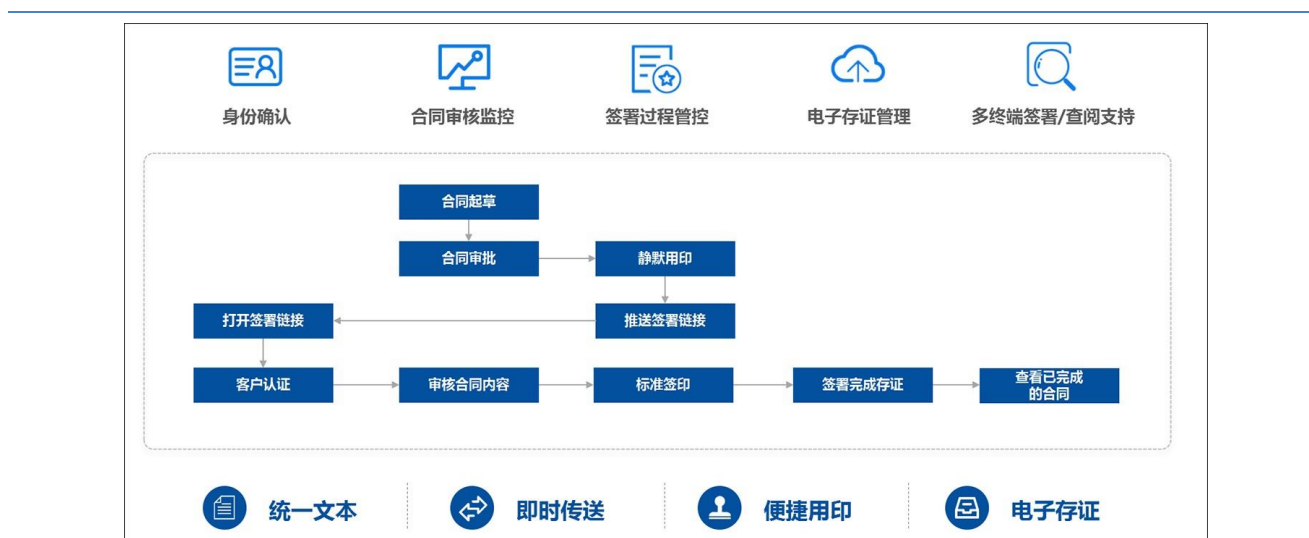 身份确认
合同审核监控
签署过程管控
电子存证管理
多终端签署/查阅支持
合同起草
合同审批
静默用印
打开签署链接
推送签署链接
客户认证
审核合同内容
标准签印
签署完成存证
查看已完成
的合同
统一文本
即时传送
便捷用印
电子存证